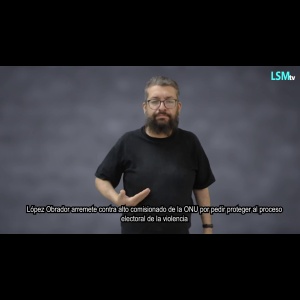 LSMtv
López Obrador arremete contra alto comisionado de la ONU por pedir proteger al proceso
electoral de la violencia